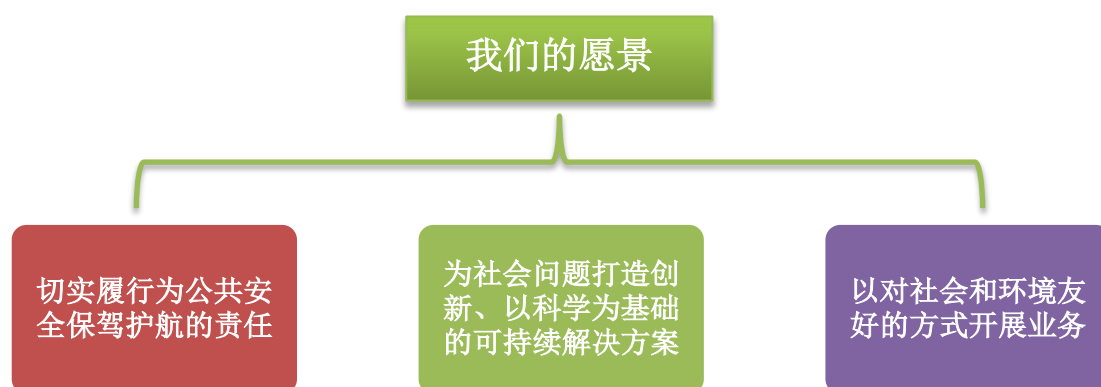 我们的愿景
切实履行为公共安
全保驾护航的责任
为社会问题打造创
新、以科学为基础
的可持续解决方案
以对社会和环境友
好的方式开展业务